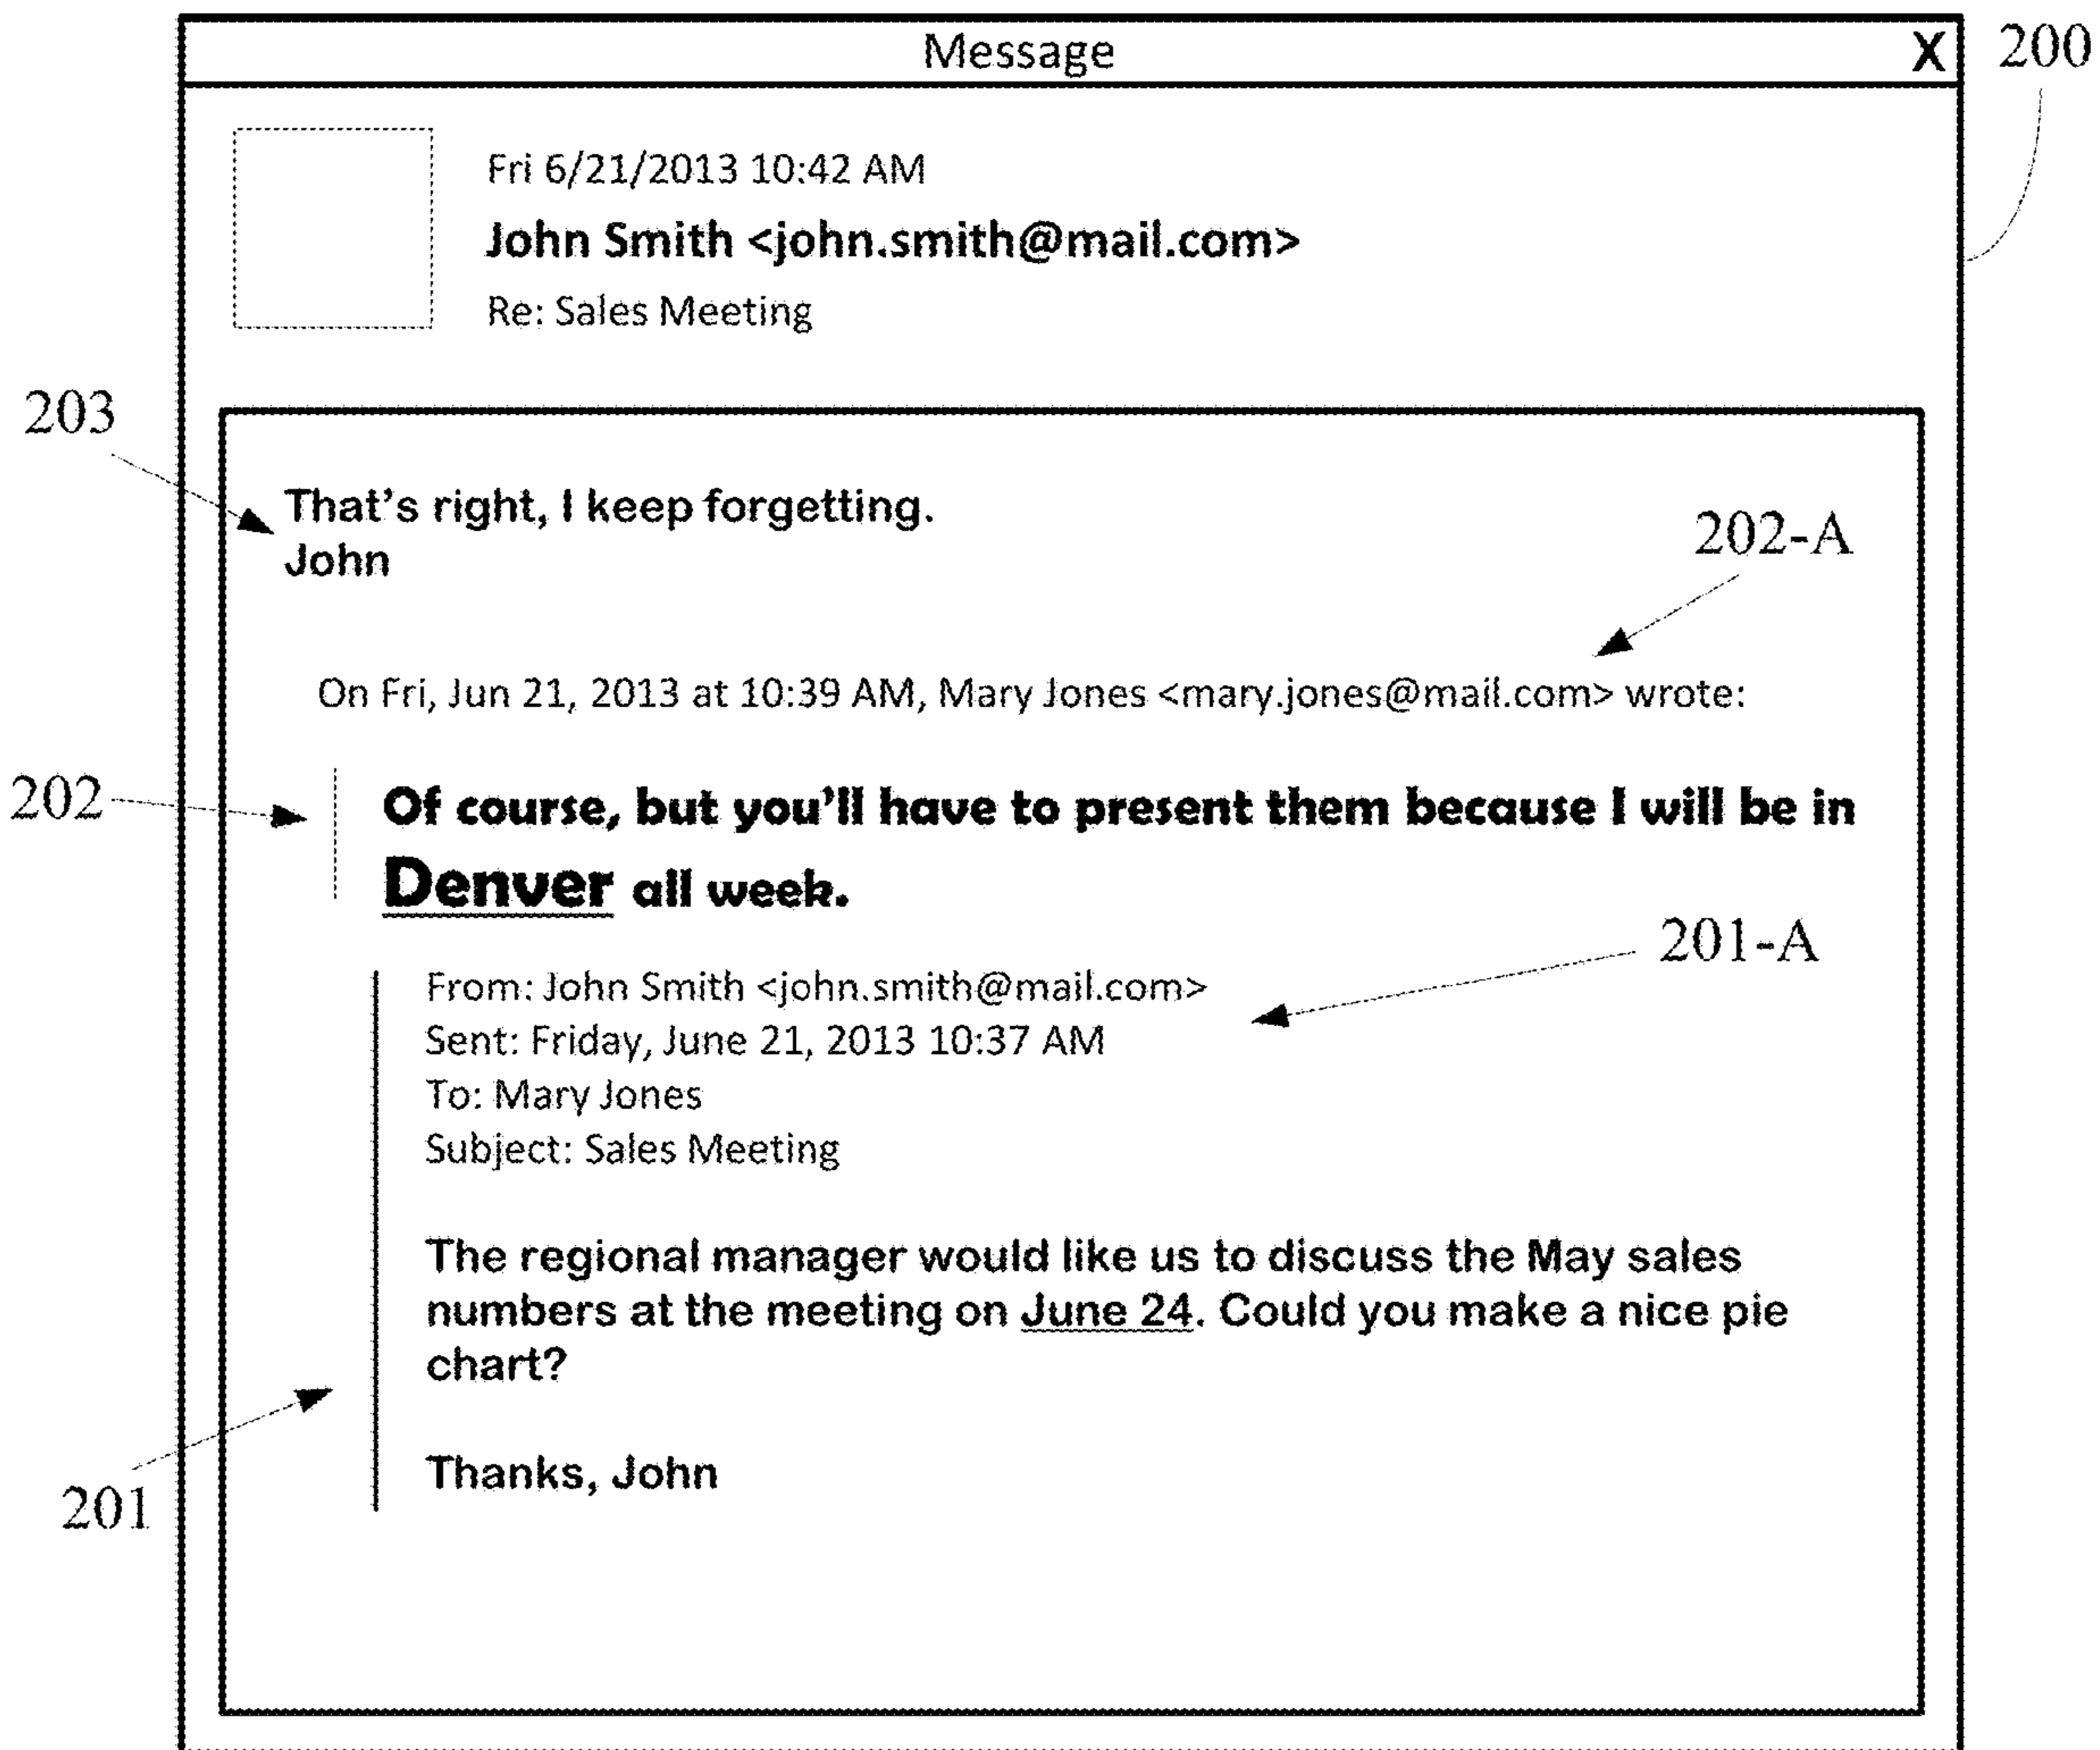 Message X
200
Fri 6/21/2013 10:42 AM
John Smith <john.smith@mail.com>
Re: Sales Meeting
203
That's right, I keep forgetting.
John
202-A
On Fri, Jun 21, 2013 at 10:39 AM, Mary Jones <mary.jones@mail.com> wrote:
202
Of course, but you'll have to present them because I will be in
Denver all week.
201-A
From: John Smith <john.smith@mail.com>
Sent: Friday, June 21, 2013 10:37 AM
To: Mary Jones
Subject: Sales Meeting
The regional manager would like us to discuss the May sales
numbers at the meeting on June 24. Could you make a nice pie
chart?
Thanks, John
201